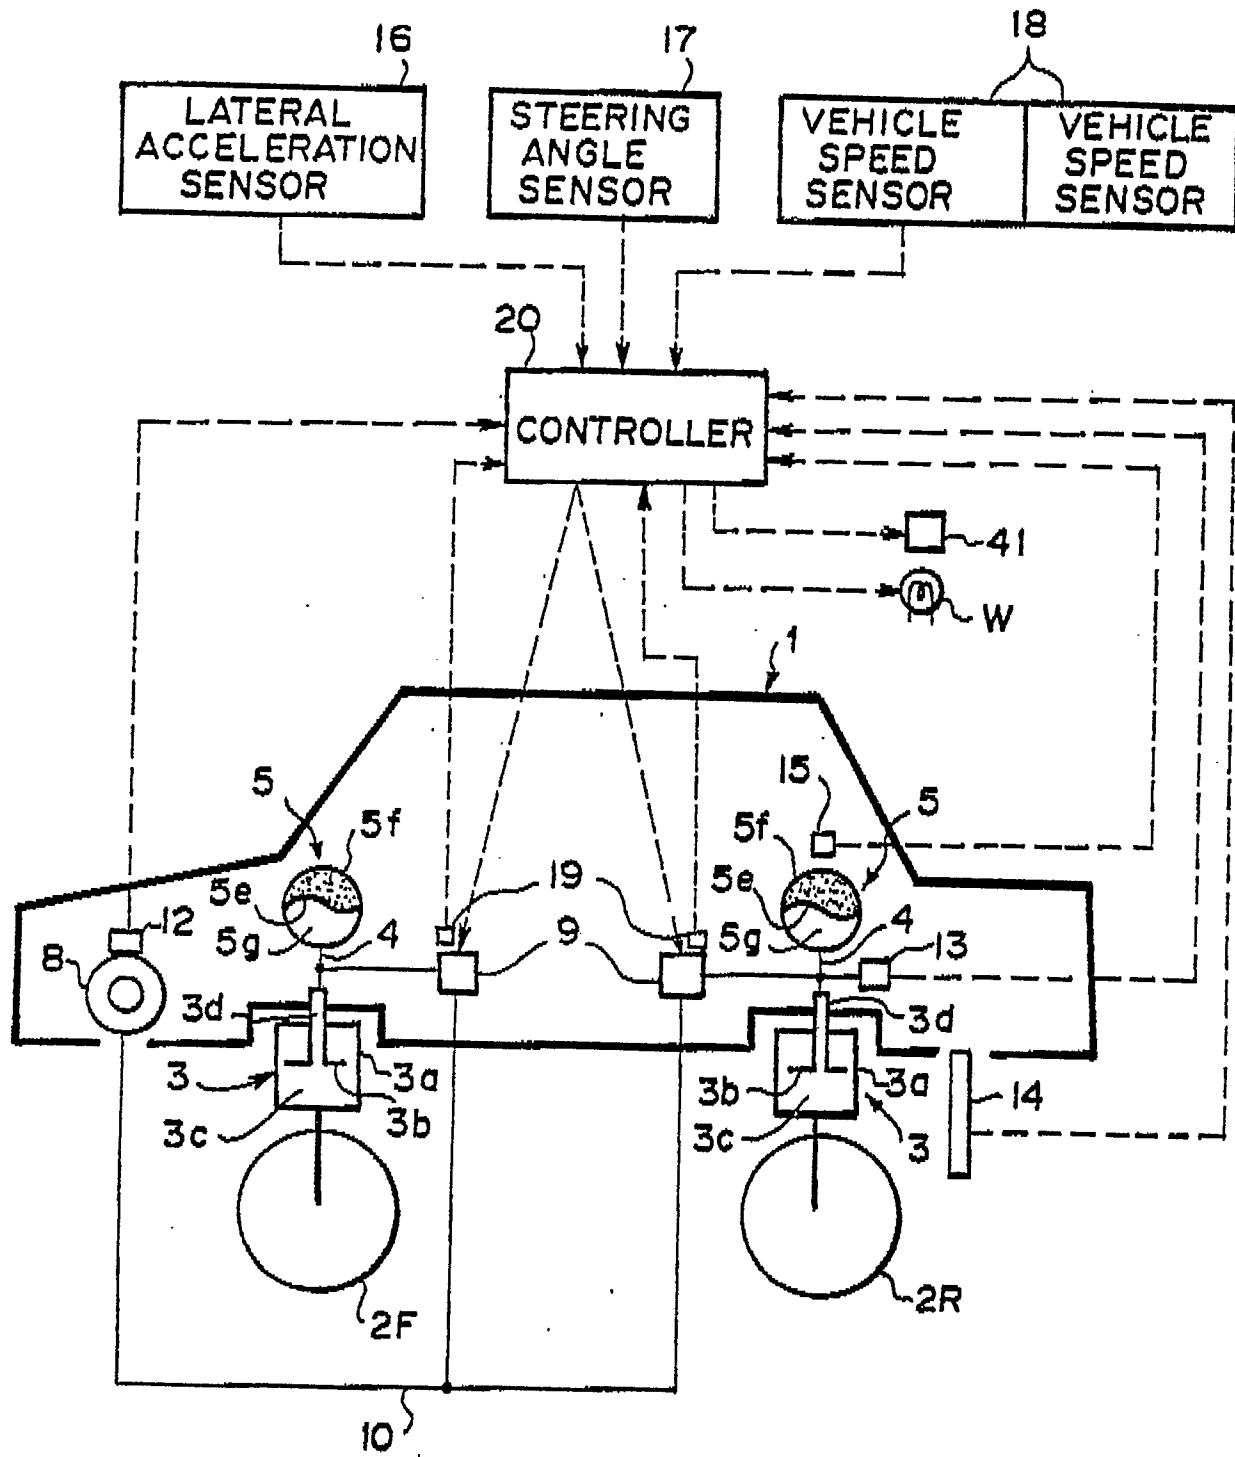 16
17
18
LATERAL
ACCELERATION
SENSOR
STEERING
ANGLE
SENSOR
VEHICLE
SPEED
SENSOR
VEHICLE
SPEED
SENSOR
20
CONTROLLER
41
W
1
15
5
5f
5e
5g
4
5
5f
5e
5g
4
19
9
12
8
13
3d
3d
3
3a
3b
3c
3b
3a
3c
3
14
2F
2R
10